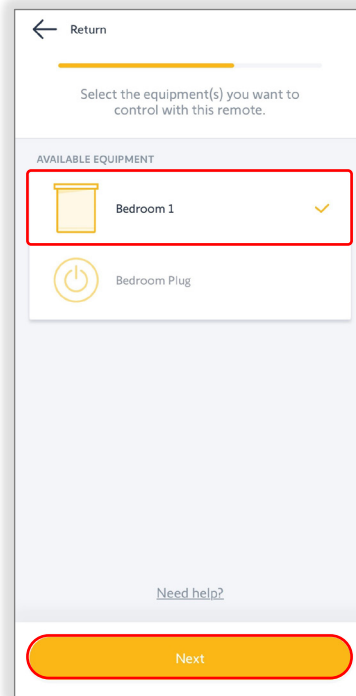 Return
Select the equipment(s) you want to
control with this remote.
AVAILABLE EQUIPMENT
Bedroom 1
Bedroom Plug
Need help?
Next